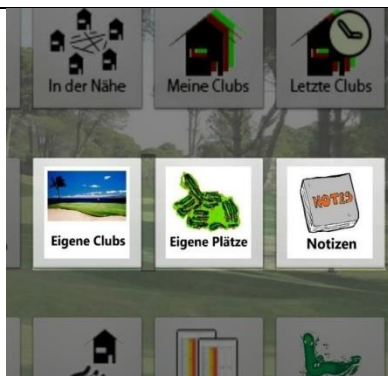 In der Nähe
Meine Clubs
Letzte Clubs
NOTES
Eigene Clubs
Eigene Plätze
Notizen